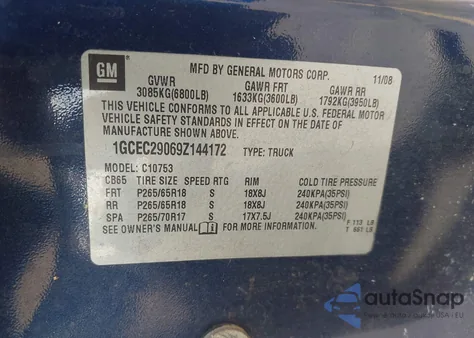 GM
MFD BY GENERAL MOTORS CORP. 11/08
GVWR GAWR FRT GAWR RR
3085KG(6800LB) 1633KG(3600LB) 1792KG(3950LB)
THIS VEHICLE CONFORMS TO ALL APPLICABLE U.S. FEDERAL MOTOR
VEHICLE SAFETY STANDARDS IN EFFECT ON THE DATE OF
MANUFACTURE SHOWN ABOVE.
1GCEC29069Z144172 TYPE: TRUCK
MODEL: C10753
CB65 TIRE SIZE SPEED RTG RIM COLD TIRE PRESSURE
FRT P265/65R18 S 18X8J 240KPA(35PSI)
RR P265/65R18 S 18X8J 240KPA(35PSI)
SPA P265/70R17 S 17X7.5J 240KPA(35PSI)
SEE OWNER'S MANUAL FOR MORE INFORMATION.
F 113 LB
T 661 LB
autoSnap